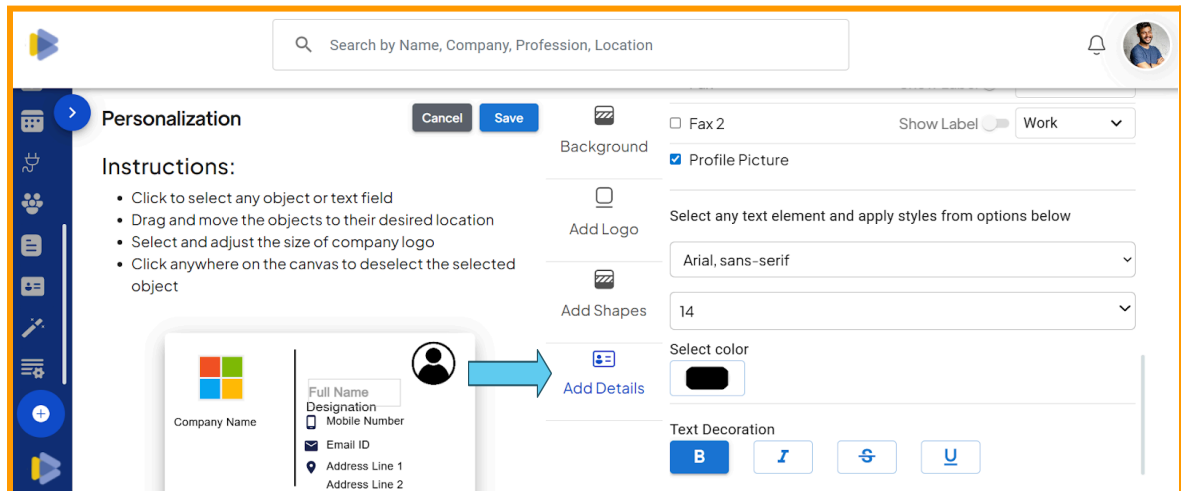 Search by Name, Company, Profession, Location
Personalization
Cancel
Save
Instructions:
Click to select any object or text field
Drag and move the objects to their desired location
Select and adjust the size of company logo
Click anywhere on the canvas to deselect the selected
object
Company Name
Full Name
Designation
Mobile Number
Email ID
Address Line 1
Address Line 2
Background
Add Logo
Add Shapes
Add Details
Fax 2
Show Label
Work
Profile Picture
Select any text element and apply styles from options below
Arial, sans-serif
14
Select color
Text Decoration
B
I
S
U